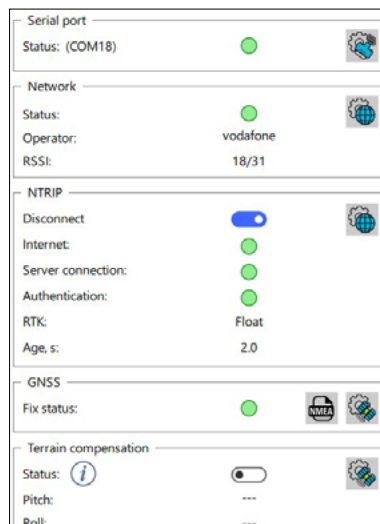 Serial port
Status: (COM18)
Network
Status:
Operator: vodafone
RSSI: 18/31
NTRIP
Disconnect
Internet:
Server connection:
Authentication:
RTK: Float
Age, s: 2.0
GNSS
Fix status: NMEA
Terrain compensation
Status: i
Pitch: ---
Roll: ---